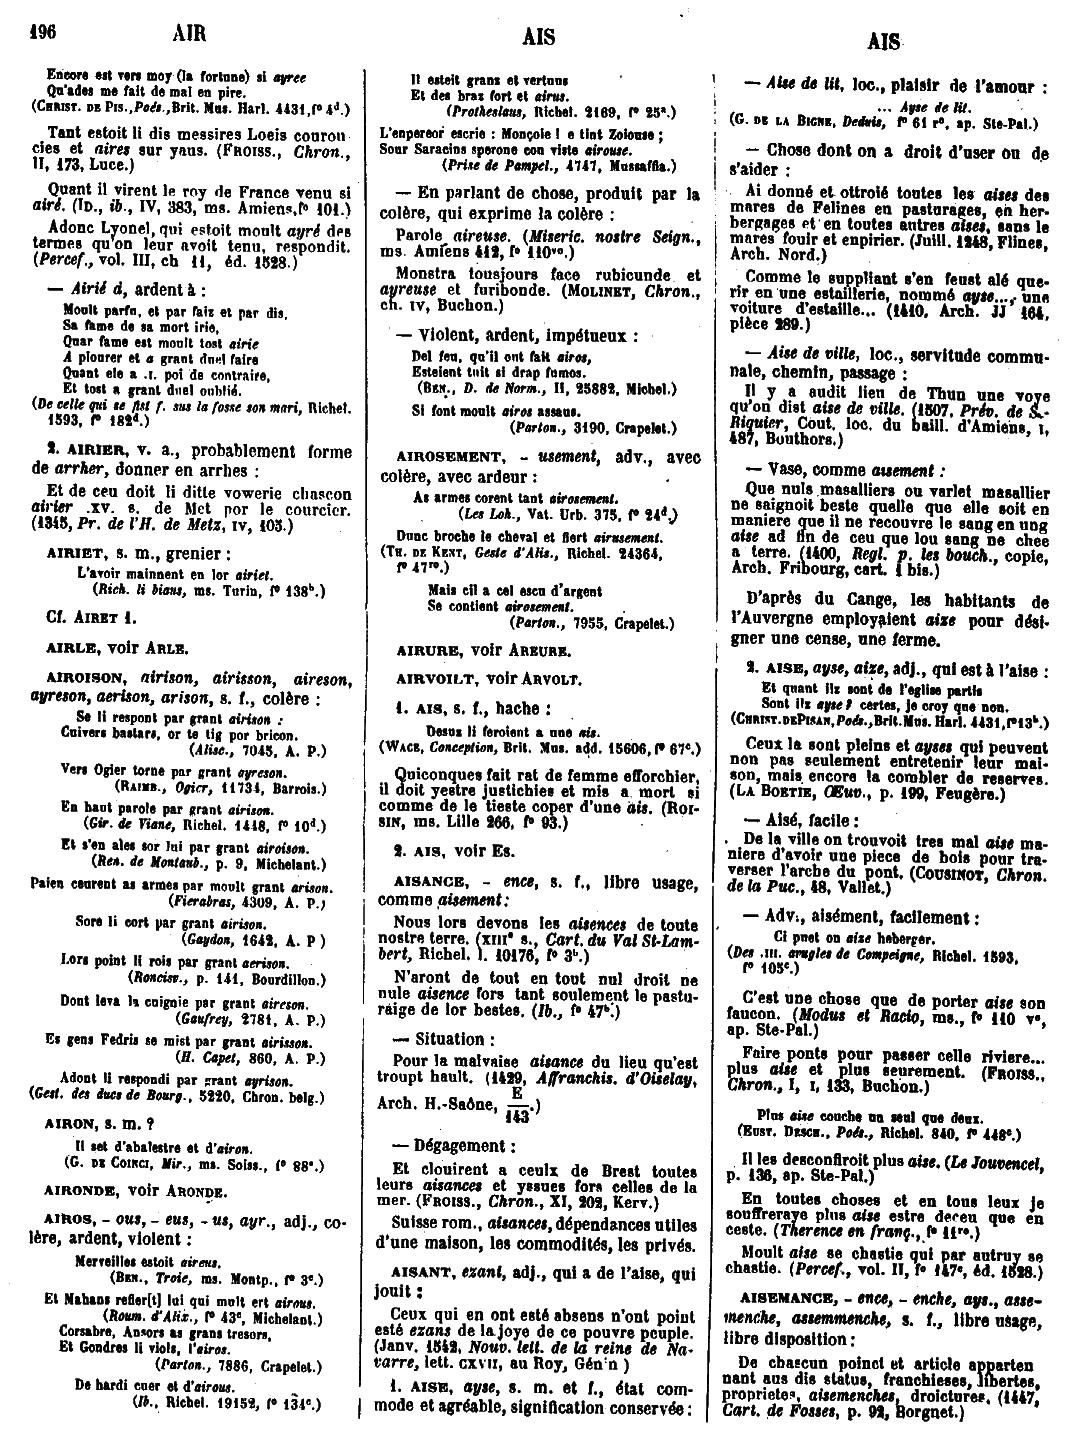 196
AIR
AIS
AIS
Encore est vers moy (la fortune) si ayree
Qu'ades me fait de mal en pire.
(CHRIST. DE PIS., Poés., Brit. Mus. Harl. 4431, f° 4d.)
Tant estoit li dis messires Loeis courou
cies et aires sur yaus. (FROISS., Chron.,
II, 173, Luce.)
Quant il virent le roy de France venu si
airé. (ID., ib., IV, 383, ms. Amiens, f° 101.)
Adonc Lyonel, qui estoit moult ayré des
termes qu'on leur avoit tenu, respondit.
(Percef., vol. III, ch 11, éd. 1528.)
— Airié d, ardent à :
Moult parfu, et par faiz et par dis,
Sa fame de sa mort irie,
Quar fame est moult tost airie
A plourer et a grant duel faire
Quant ele a .I. poi de contraire,
Et tost a grant duel oublié.
(De celle qui se fist f. sus la fosse son mari, Richel.
1593, f° 182d.)
2. AIRIER, v. a., probablement forme
de arrher, donner en arrhes :
Et de ceu doit li ditte vowerie chascon
airier .XV. s. de Met por le courcier.
(1345, Pr. de l'H. de Metz, IV, 103.)
AIRIET, s. m., grenier :
L'avoir mainnent en lor airiet.
(Rich. li biaus, ms. Turin, f° 138b.)
Cf. AIRET 1.
AIRLE, voir ARLE.
AIROISON, airison, airisson, aireson,
ayreson, aerison, arison, s. f., colère :
Se li respont par grant airison :
Cuivers bastars, or te tig por bricon.
(Alisc., 7045, A. P.)
Vers Ogier torne par grant ayreson.
(RAIMB., Ogier, 11734, Barrois.)
En haut parole par grant airison.
(Gir. de Viane, Richel. 1448, f° 10d.)
Et s'en ales sor lui par grant airoison.
(Ren. de Montaub., p. 9, Michelant.)
Paien ceurent as armes par moult grant arison.
(Fierabras, 4309, A. P.)
Sore li cort par grant airison.
(Gaydon, 1642, A. P )
Lors point li rois par grant aerison.
(Ronciev., p. 141, Bourdillon.)
Dont leva la cuignie par grant aireson.
(Gaufrey, 2781, A. P.)
Es gens Fedris se mist par grant airisson.
(H. Capet, 860, A. P.)
Adont li respondi par grant ayrison.
(Gest. des ducs de Bourg., 5220, Chron. belg.)
AIRON, s. m. ?
Il set d'abalestre et d'airon.
(G. DE COINCI, Mir., ms. Soiss., f° 88a.)
AIRONDE, voir ARONDE.
AIROS, - ous, - eus, - us, ayr., adj., co-
lère, ardent, violent :
Merveilles estoit aireus.
(BEN., Troie, ms. Montp., f° 3c.)
Et Mahans refier[t] lui qui mult ert airous.
(Roum. d'Alix., f° 43c, Michelant.)
Corsabre, Ansors as grans tresors,
Et Gondres li viols, l'airos.
(Parton., 7886, Crapelet.)
De hardi cuer et d'airous.
(Ib., Richel. 19152, f° 134c.)
Il esteit granz et vertuus
Et des braz fort et airus.
(Protheslaus, Richel. 2169, f° 25a.)
L'enpereor escrie : Monçoie ! e tint Zoiouse ;
Sour Saracins sperone con viste airouse.
(Prise de Pampel., 4747, Mussaffia.)
— En parlant de chose, produit par la
colère, qui exprime la colère :
Parole aireuse. (Miseric. nostre Seign.,
ms. Amiens 412, f° 110vo.)
Monstra tousjours face rubicunde et
ayreuse et furibonde. (MOLINET, Chron.,
ch. IV, Buchon.)
— Violent, ardent, impétueux :
Del feu, qu'il ont fait airos,
Esteient tuit si drap fumos.
(BEN., D. de Norm., II, 25882, Michel.)
Si font moult airos assaus.
(Parton., 3190, Crapelet.)
AIROSEMENT, - usement, adv., avec
colère, avec ardeur :
As armes corent tant airosement.
(Les Loh., Vat. Urb. 375, f° 24d.)
Dunc broche le cheval et fiert airusement.
(TH. DE KENT, Geste d'Alis., Richel. 24364,
f° 47ro.)
Mais cil a cel escu d'argent
Se contient airosement.
(Parton., 7955, Crapelet.)
AIRURE, voir AREURE.
AIRVOILT, voir ARVOLT.
1. AIS, s. f., hache :
Desuz li feroient a une ais.
(WACE, Conception, Brit. Mus. add. 15606, f° 67c.)
Quiconques fait rat de femme efforchier,
il doit yestre justichies et mis a mort si
comme de le tieste coper d'une ais. (ROI-
SIN, ms. Lille 266, f° 93.)
2. AIS, voir ES.
AISANCE, - ence, s. f., libre usage,
comme aisement :
Nous lors devons les aisences de toute
nostre terre. (XIIIe s., Cart. du Val St-Lam-
bert, Richel. l. 10176, f° 3b.)
N'aront de tout en tout nul droit ne
nule aisence fors tant soulement le pastu-
raige de lor bestes. (Ib., f° 47b.)
— Situation :
Pour la malvaise aisance du lieu qu'est
troupt hault. (1429, Affranchis. d'Oiselay,
Arch. H.-Saône, E/143.)
— Dégagement :
Et clouirent a ceulx de Brest toutes
leurs aisances et yssues fors celles de la
mer. (FROISS., Chron., XI, 202, Kerv.)
Suisse rom., aisances, dépendances utiles
d'une maison, les commodités, les privés.
AISANT, ezant, adj., qui a de l'aise, qui
jouit :
Ceux qui en ont esté absens n'ont point
esté ezans de la joye de ce pouvre peuple.
(Janv. 1542, Nouv. lett. de la reine de Na-
varre, lett. CXVII, au Roy, Gén n )
1. AISE, ayse, s. m. et f., état com-
mode et agréable, signification conservée :
— Aise de lit, loc., plaisir de l'amour :
... Ayse de lit.
(G. DE LA BIGNE, Deduis, f° 61 r°, ap. Ste-Pal.)
— Chose dont on a droit d'user ou de
s'aider :
Ai donné et ottroié toutes les aises des
mares de Felines en pasturages, en her-
bergages et en toutes autres aises, sans le
mares fouir et enpirier. (Juill. 1248, Flines,
Arch. Nord.)
Comme le suppliant s'en feust alé que-
rir en une estaillerie, nommé ayse..., une
voiture d'estaille... (1410, Arch. JJ 164,
pièce 289.)
— Aise de ville, loc., servitude commu-
nale, chemin, passage :
Il y a audit lieu de Thun une voye
qu'on dist aise de ville. (1507, Prév. de S.-
Riquier, Cout. loc. du baill. d'Amiens, I,
487, Bouthors.)
— Vase, comme aisement :
Que nuls masalliers ou varlet masallier
ne saignoit beste quelle que elle soit en
maniere que il ne recouvre le sang en ung
aise ad fin de ceu que lou sang ne chee
a terre. (1400, Regl. p. les bouch., copie,
Arch. Fribourg, cart. 1 bis.)
D'après du Cange, les habitants de
l'Auvergne employaient aize pour dési-
gner une cense, une ferme.
2. AISE, ayse, aize, adj., qui est à l'aise :
Et quant ilz sont de l'eglise partis
Sont ilz ayse ? certes, je croy que non.
(CHRIST. DE PISAN, Poés., Brit. Mus. Harl. 4431, f° 13b.)
Ceux la sont pleins et ayses qui peuvent
non pas seulement entretenir leur mai-
son, mais encore la combler de reserves.
(LA BOETIE, Œuv., p. 199, Feugère.)
— Aisé, facile :
De la ville on trouvoit tres mal aise ma-
niere d'avoir une piece de bois pour tra-
verser l'arche du pont. (COUSINOT, Chron.
de la Puc., 48, Vallet.)
— Adv., aisément, facilement :
Ci puet on aize heberger.
(Des .III. avugles de Compeigne, Richel. 1593,
f° 105c.)
C'est une chose que de porter aise son
faucon. (Modus et Racio, ms., f° 110 v°,
ap. Ste-Pal.)
Faire ponts pour passer celle riviere...
plus aise et plus seurement. (FROISS.,
Chron., I, I, 133, Buchon.)
Plus aise couche un seul que deux.
(EUST. DESCH., Poés., Richel. 840, f° 448c.)
Il les desconfiroit plus aise. (Le Jouvencel,
p. 136, ap. Ste-Pal.)
En toutes choses et en tous leux je
souffreraye plus aise estre deceu que en
ceste. (Therence en franç., f° 11ro.)
Moult aise se chastie qui par autruy se
chastie. (Percef., vol. II, f° 147c, éd. 1528.)
AISEMANCE, - ence, - enche, ays., asse-
menche, assemmenche, s. f., libre usage,
libre disposition :
De chascun poinct et article apparten
nant aus dis status, franchieses, libertes,
proprietes, aisemenches, droictures. (1447,
Cart. de Fosses, p. 92, Borgnet.)